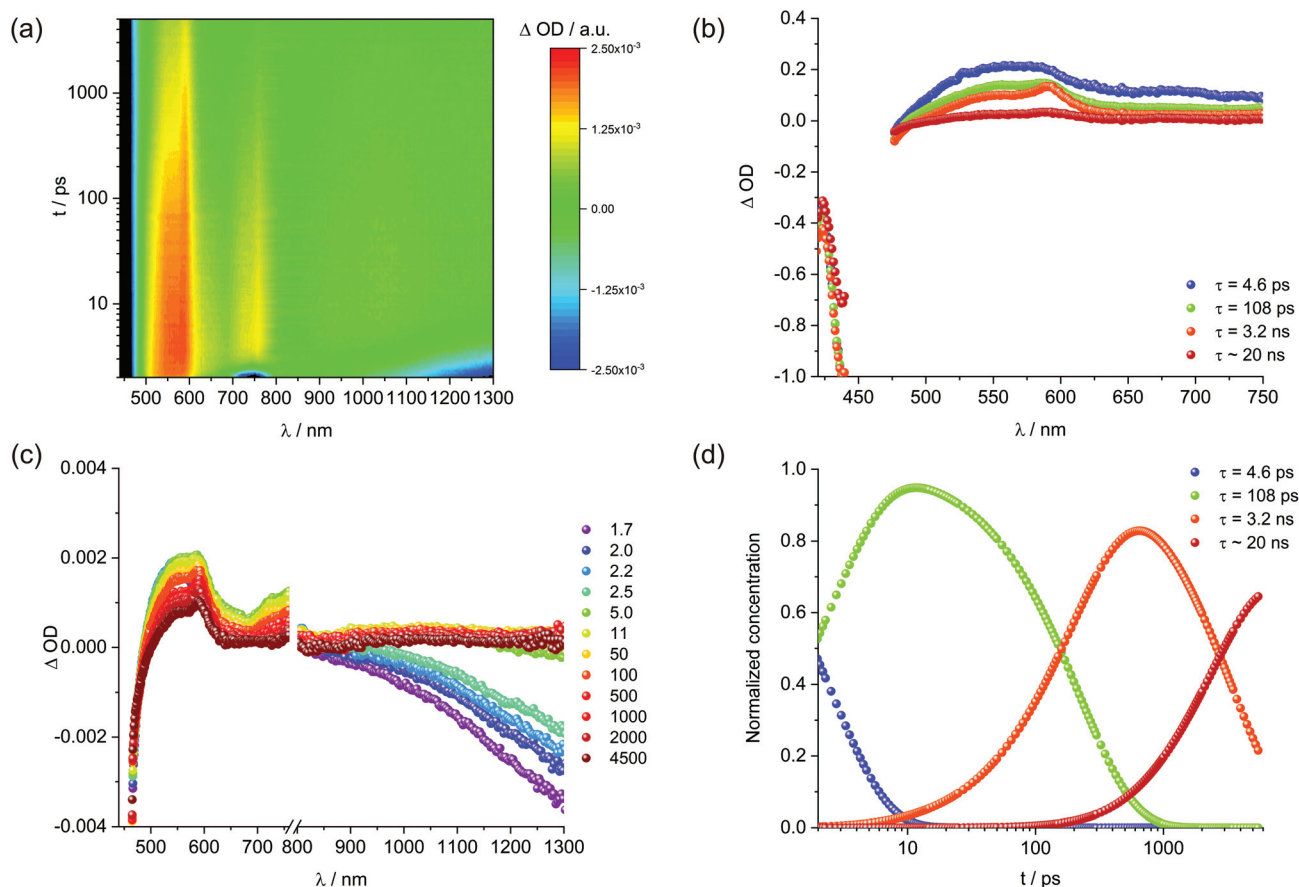 (a)
Δ OD / a.u.
2.50x10⁻³
1.25x10⁻³
0.00
-1.25x10⁻³
-2.50x10⁻³
1000
100
10
t / ps
500 600 700 800 900 1000 1100 1200 1300
λ / nm
(b)
0.4
0.2
0.0
-0.2
-0.4
-0.6
-0.8
-1.0
Δ OD
τ = 4.6 ps
τ = 108 ps
τ = 3.2 ns
τ ~ 20 ns
450 500 550 600 650 700 750
λ / nm
(c)
0.004
0.002
0.000
-0.002
-0.004
Δ OD
1.7
2.0
2.2
2.5
5.0
11
50
100
500
1000
2000
4500
500 600 700 800 900 1000 1100 1200 1300
λ / nm
(d)
1.0
0.8
0.6
0.4
0.2
0.0
Normalized concentration
τ = 4.6 ps
τ = 108 ps
τ = 3.2 ns
τ ~ 20 ns
10 100 1000
t / ps